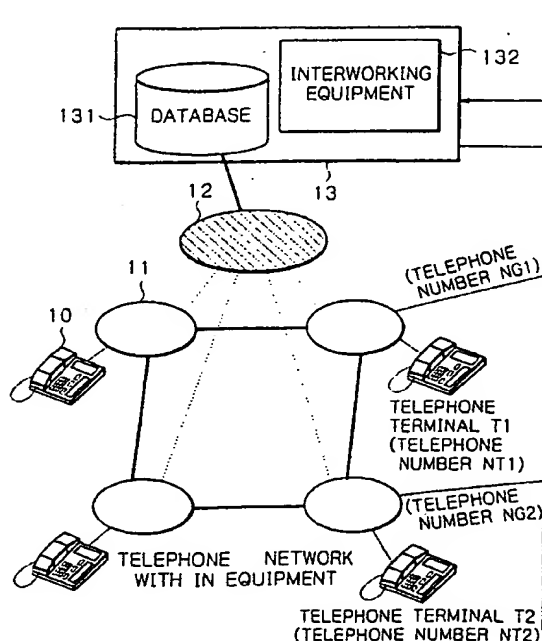 132
INTERWORKING
EQUIPMENT
131
DATABASE
13
12
(TELEPHONE
NUMBER NG1)
11
10
TELEPHONE
TERMINAL T1
(TELEPHONE
NUMBER NT1)
(TELEPHONE
NUMBER NG2)
TELEPHONE NETWORK
WITH IN EQUIPMENT
TELEPHONE TERMINAL T2
(TELEPHONE NUMBER NT2)